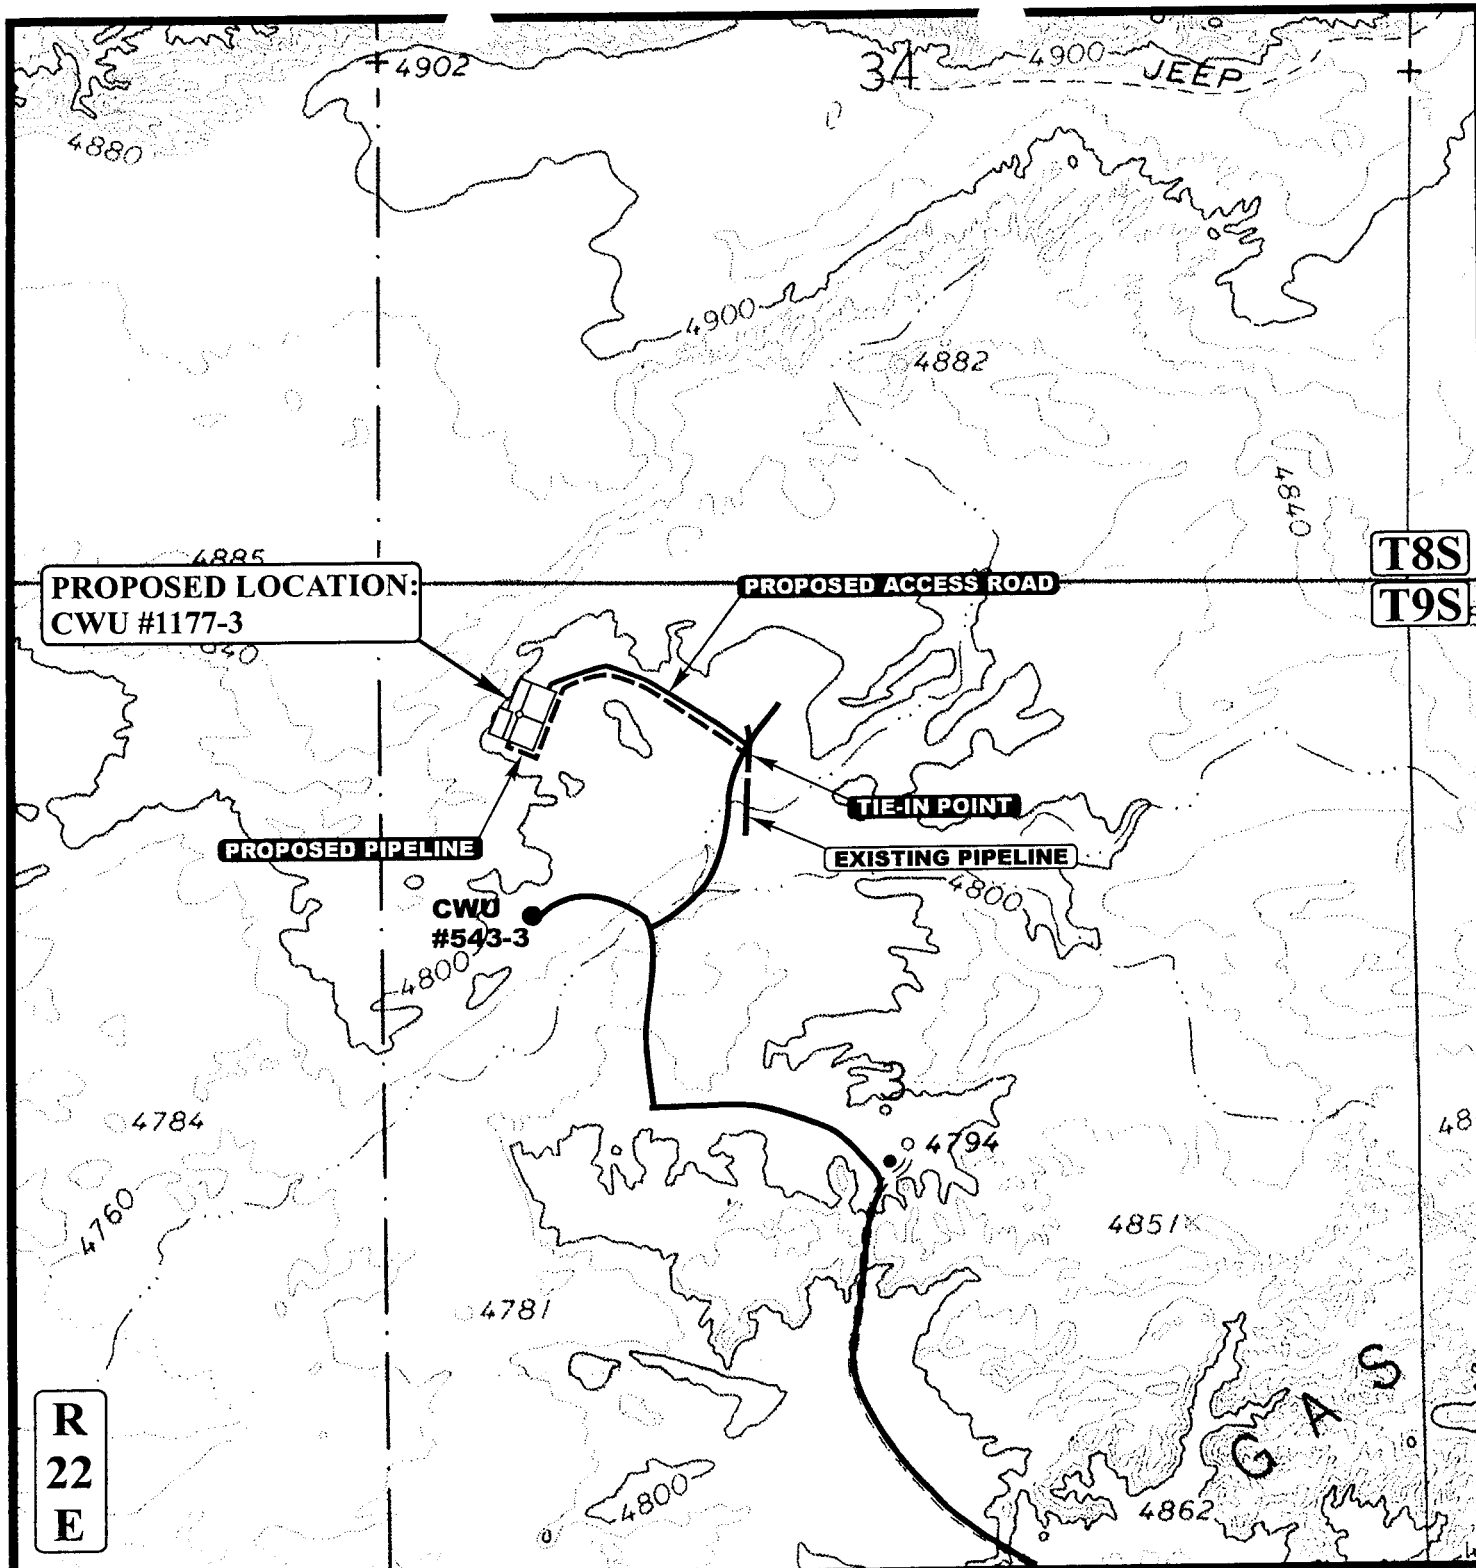 4902
34
4900
JEEP
4880
4900
4882
4840
4885
T8S
PROPOSED LOCATION:
CWU #1177-3
PROPOSED ACCESS ROAD
T9S
TIE-IN POINT
PROPOSED PIPELINE
EXISTING PIPELINE
4800
CWU
#543-3
4800
4784
4794
48
4760
4851
4781
GAS
R
22
E
4800
4862